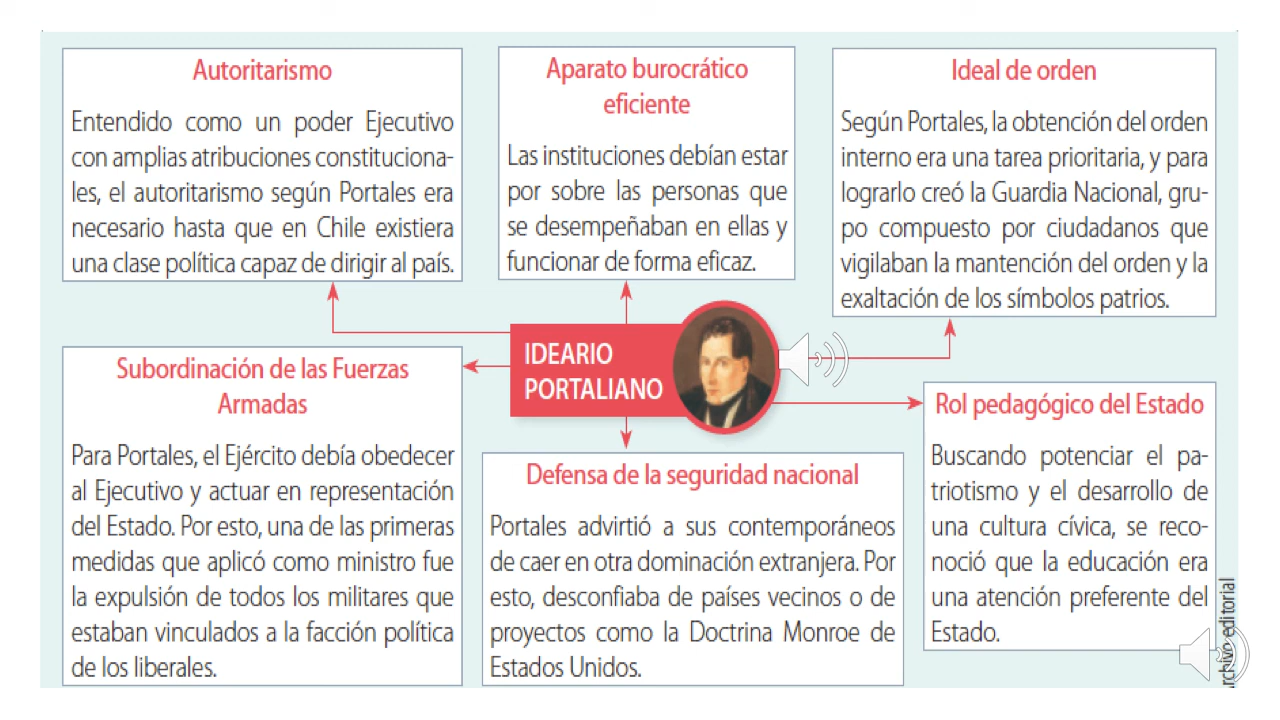 Autoritarismo
Entendido como un poder Ejecutivo
con amplias atribuciones constituciona-
les, el autoritarismo según Portales era
necesario hasta que en Chile existiera
una clase política capaz de dirigir al país.
Aparato burocrático
eficiente
Las instituciones debían estar
por sobre las personas que
se desempeñaban en ellas y
funcionar de forma eficaz.
Ideal de orden
Según Portales, la obtención del orden
interno era una tarea prioritaria, y para
lograrlo creó la Guardia Nacional, gru-
po compuesto por ciudadanos que
vigilaban la mantención del orden y la
exaltación de los símbolos patrios.
IDEARIO
PORTALIANO
Subordinación de las Fuerzas
Armadas
Para Portales, el Ejército debía obedecer
al Ejecutivo y actuar en representación
del Estado. Por esto, una de las primeras
medidas que aplicó como ministro fue
la expulsión de todos los militares que
estaban vinculados a la facción política
de los liberales.
Defensa de la seguridad nacional
Portales advirtió a sus contemporáneos
de caer en otra dominación extranjera. Por
esto, desconfiaba de países vecinos o de
proyectos como la Doctrina Monroe de
Estados Unidos.
Rol pedagógico del Estado
Buscando potenciar el pa-
triotismo y el desarrollo de
una cultura cívica, se reco-
noció que la educación era
una atención preferente del
Estado.
Archivo editorial